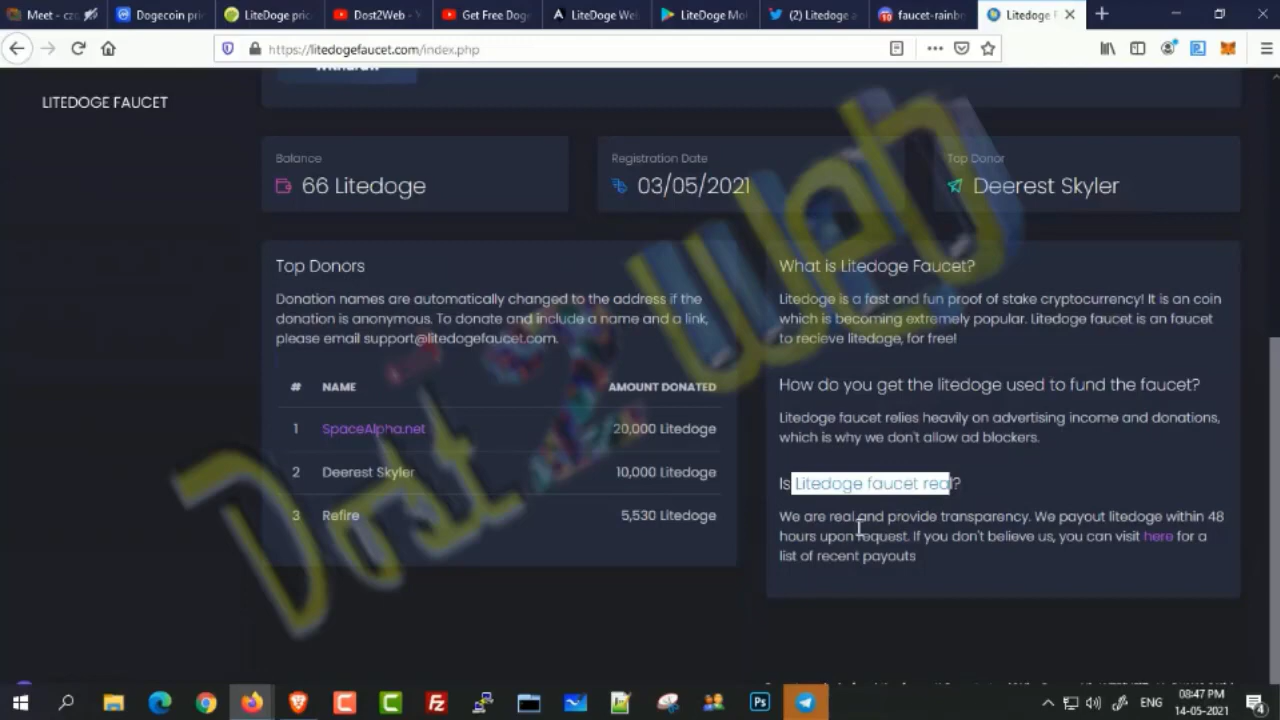 Meet - czc
Dogecoin pri
LiteDoge pric
Dost2Web - Y
Get Free Dog
LiteDoge Wel
LiteDoge Mo
(2) Litedoge a
faucet-rainbo
Litedoge F
https://litedogefaucet.com/index.php
Withdraw
LITEDOGE FAUCET
Balance
66 Litedoge
Registration Date
03/05/2021
Top Donor
Deerest Skyler
Top Donors
Donation names are automatically changed to the address if the
donation is anonymous. To donate and include a name and a link,
please email support@litedogefaucet.com.
# NAME AMOUNT DONATED
1 SpaceAlpha.net 20,000 Litedoge
2 Deerest Skyler 10,000 Litedoge
3 Refire 5,530 Litedoge
What is Litedoge Faucet?
Litedoge is a fast and fun proof of stake cryptocurrency! It is an coin
which is becoming extremely popular. Litedoge faucet is an faucet
to recieve litedoge, for free!
How do you get the litedoge used to fund the faucet?
Litedoge faucet relies heavily on advertising income and donations,
which is why we don't allow ad blockers.
Is Litedoge faucet real?
We are real and provide transparency. We payout litedoge within 48
hours upon request. If you don't believe us, you can visit here for a
list of recent payouts
Dost 2 Web
ENG
08:47 PM
14-05-2021
4